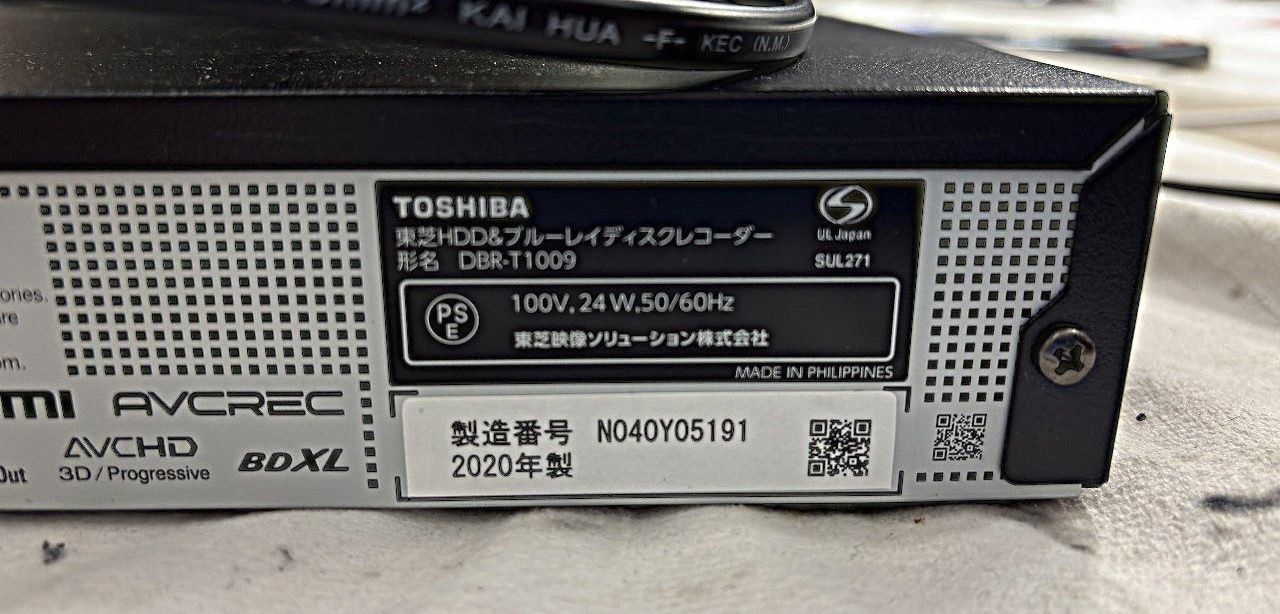 KAI HUA -F- KEC (N.M.)
TOSHIBA
東芝HDD&ブルーレイディスクレコーダー
形名 DBR-T1009
UL Japan
SUL271
PS
E
100V, 24W, 50/60Hz
東芝映像ソリューション株式会社
MADE IN PHILIPPINES
製造番号 N040Y05191
2020年製
ories.
re
om.
mi
AVCREC
AVCHD
3D/Progressive
BDXL
Out